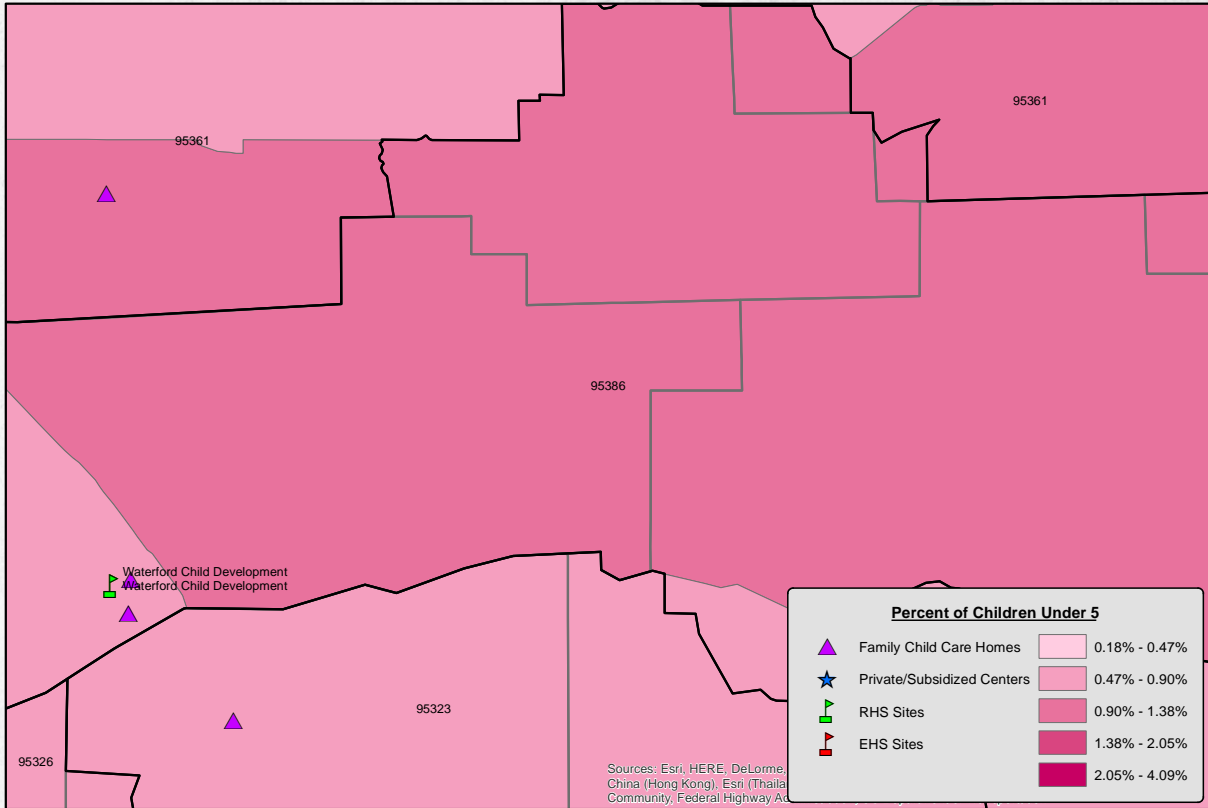 95361
95361
95386
Waterford Child Development
Waterford Child Development
95323
95326
Percent of Children Under 5
Family Child Care Homes
Private/Subsidized Centers
RHS Sites
EHS Sites
0.18% - 0.47%
0.47% - 0.90%
0.90% - 1.38%
1.38% - 2.05%
2.05% - 4.09%
Sources: Esri, HERE, DeLorme,
China (Hong Kong), Esri
Community, Federal Highway